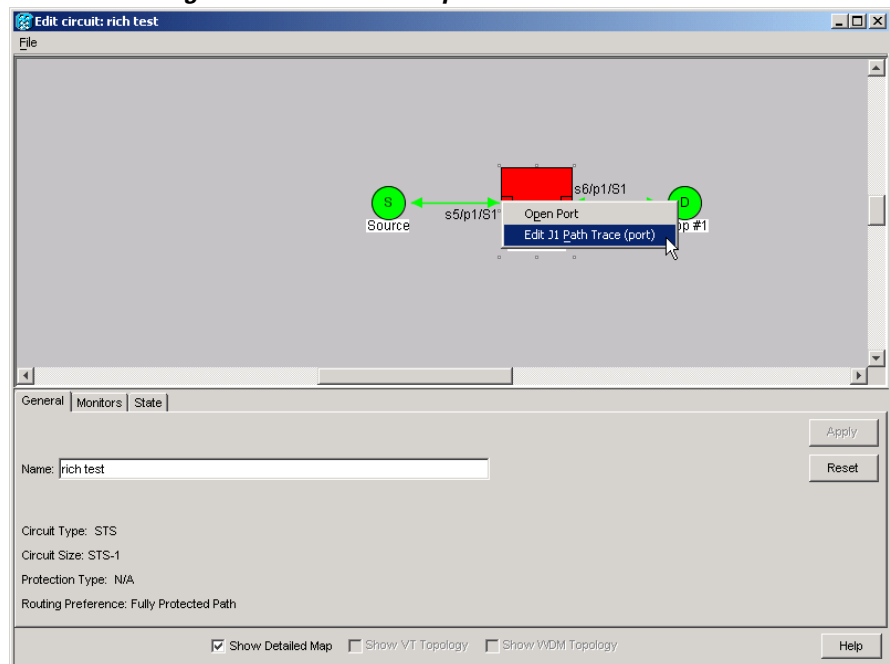 Edit circuit: rich test
File
s6/p1/S1
S
D
s5/p1/S1
Source
Open Port
op #1
Edit J1 Path Trace (port)
General
Monitors
State
Apply
Name: rich test
Reset
Circuit Type: STS
Circuit Size: STS-1
Protection Type: N/A
Routing Preference: Fully Protected Path
Show Detailed Map
Show VT Topology
Show WDM Topology
Help